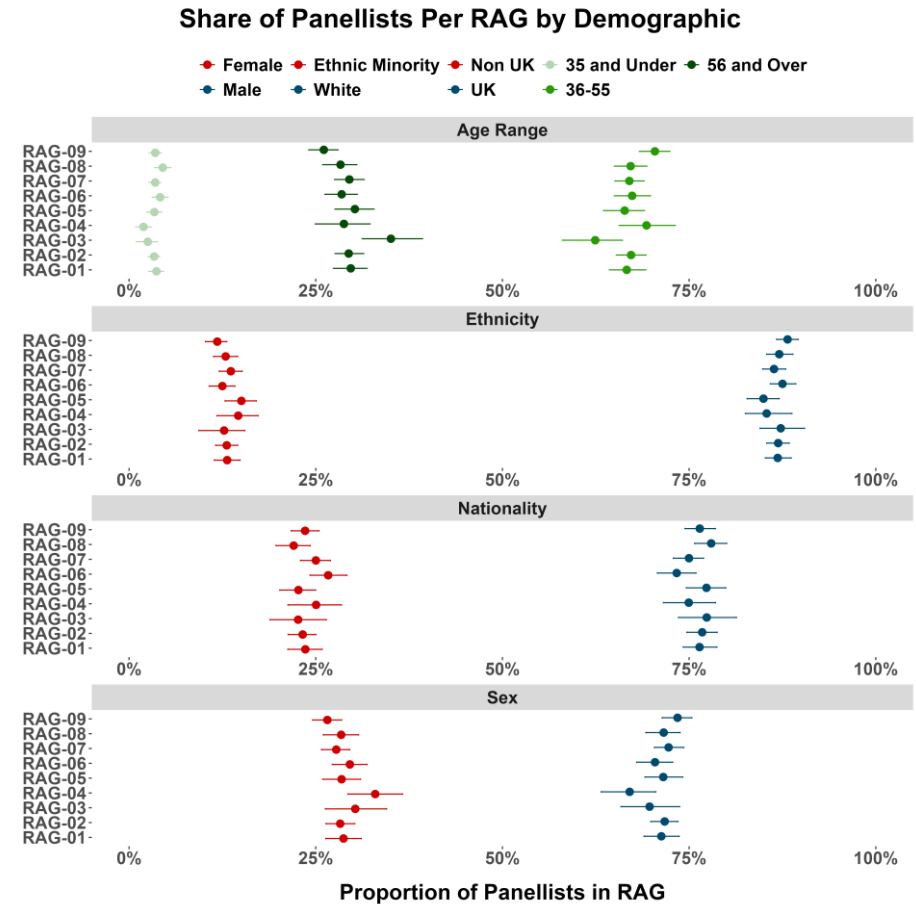 Share of Panellists Per RAG by Demographic
Female Ethnic Minority Non UK 35 and Under 56 and Over
Male White UK 36-55
Age Range
RAG-09
RAG-08
RAG-07
RAG-06
RAG-05
RAG-04
RAG-03
RAG-02
RAG-01
0% 25% 50% 75% 100%
Ethnicity
RAG-09
RAG-08
RAG-07
RAG-06
RAG-05
RAG-04
RAG-03
RAG-02
RAG-01
0% 25% 50% 75% 100%
Nationality
RAG-09
RAG-08
RAG-07
RAG-06
RAG-05
RAG-04
RAG-03
RAG-02
RAG-01
0% 25% 50% 75% 100%
Sex
RAG-09
RAG-08
RAG-07
RAG-06
RAG-05
RAG-04
RAG-03
RAG-02
RAG-01
0% 25% 50% 75% 100%
Proportion of Panellists in RAG